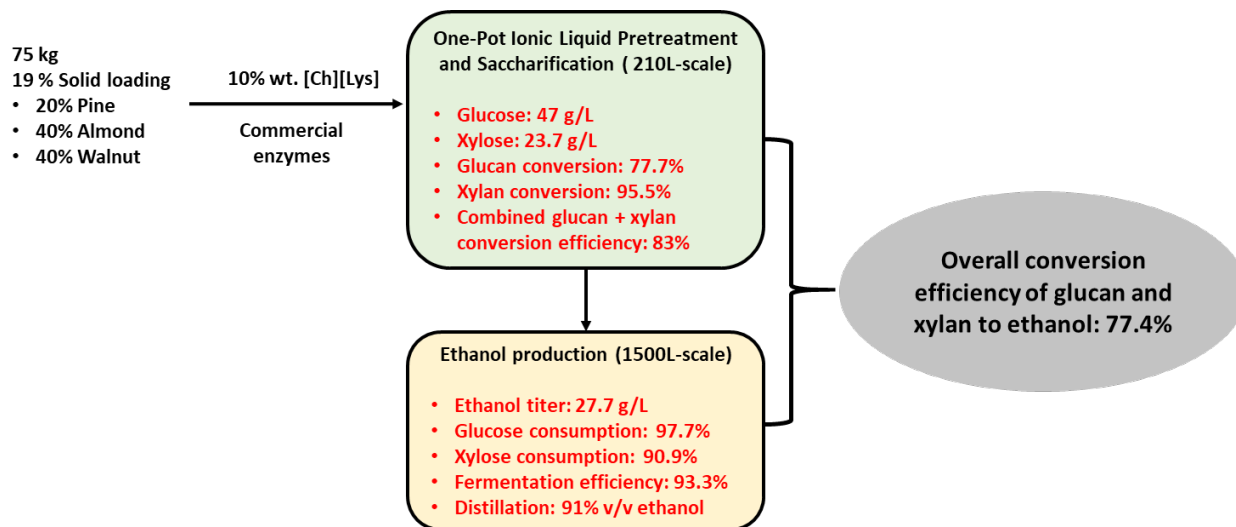 75 kg
19 % Solid loading
• 20% Pine
• 40% Almond
• 40% Walnut
10% wt. [Ch][Lys]
Commercial
enzymes
One-Pot Ionic Liquid Pretreatment
and Saccharification ( 210L-scale)
• Glucose: 47 g/L
• Xylose: 23.7 g/L
• Glucan conversion: 77.7%
• Xylan conversion: 95.5%
• Combined glucan + xylan
conversion efficiency: 83%
Ethanol production (1500L-scale)
• Ethanol titer: 27.7 g/L
• Glucose consumption: 97.7%
• Xylose consumption: 90.9%
• Fermentation efficiency: 93.3%
• Distillation: 91% v/v ethanol
Overall conversion
efficiency of glucan and
xylan to ethanol: 77.4%